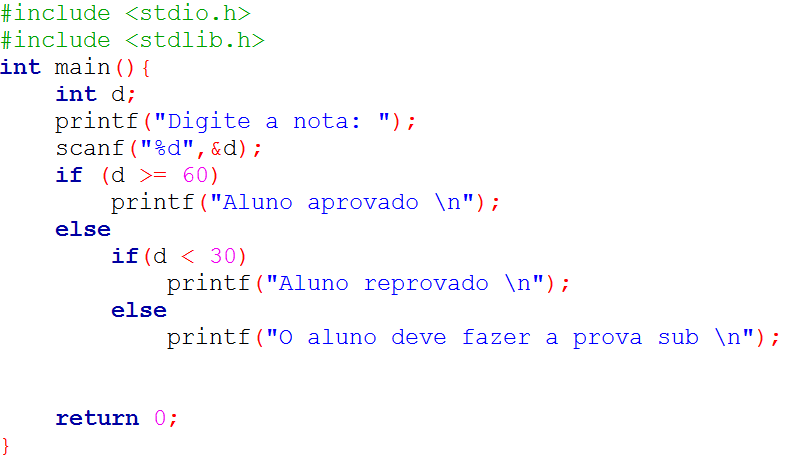 #include <stdio.h>
#include <stdlib.h>
int main(){
    int d;
    printf("Digite a nota: ");
    scanf("%d",&d);
    if (d >= 60)
        printf("Aluno aprovado \n");
    else
        if(d < 30)
            printf("Aluno reprovado \n");
        else
            printf("O aluno deve fazer a prova sub \n");
    return 0;
}